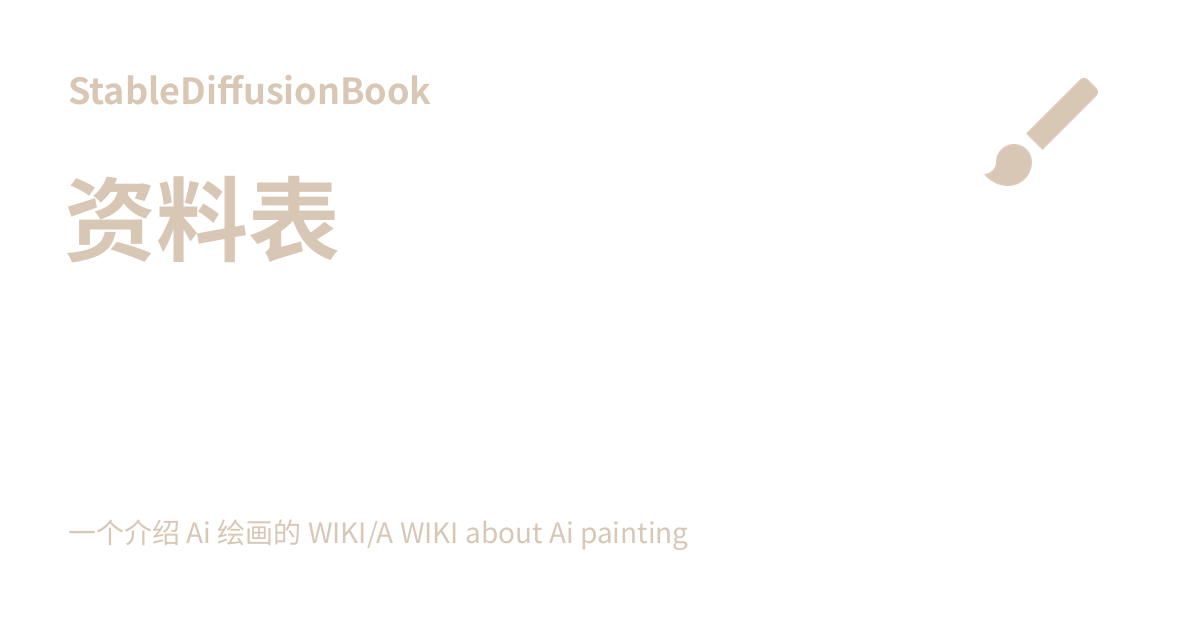 StableDiffusionBook
资料表
一个介绍 Ai 绘画的 WIKI/A WIKI about Ai painting